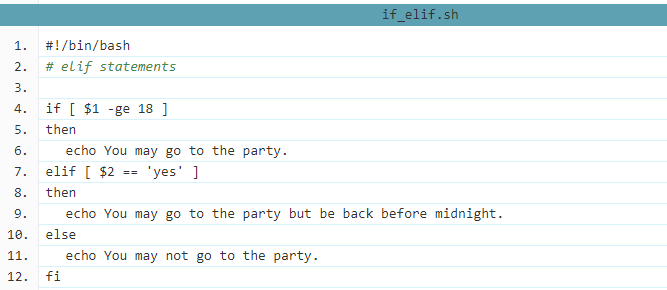 if_elif.sh
1. #!/bin/bash
2. # elif statements
3.
4. if [ $1 -ge 18 ]
5. then
6. echo You may go to the party.
7. elif [ $2 == 'yes' ]
8. then
9. echo You may go to the party but be back before midnight.
10. else
11. echo You may not go to the party.
12. fi